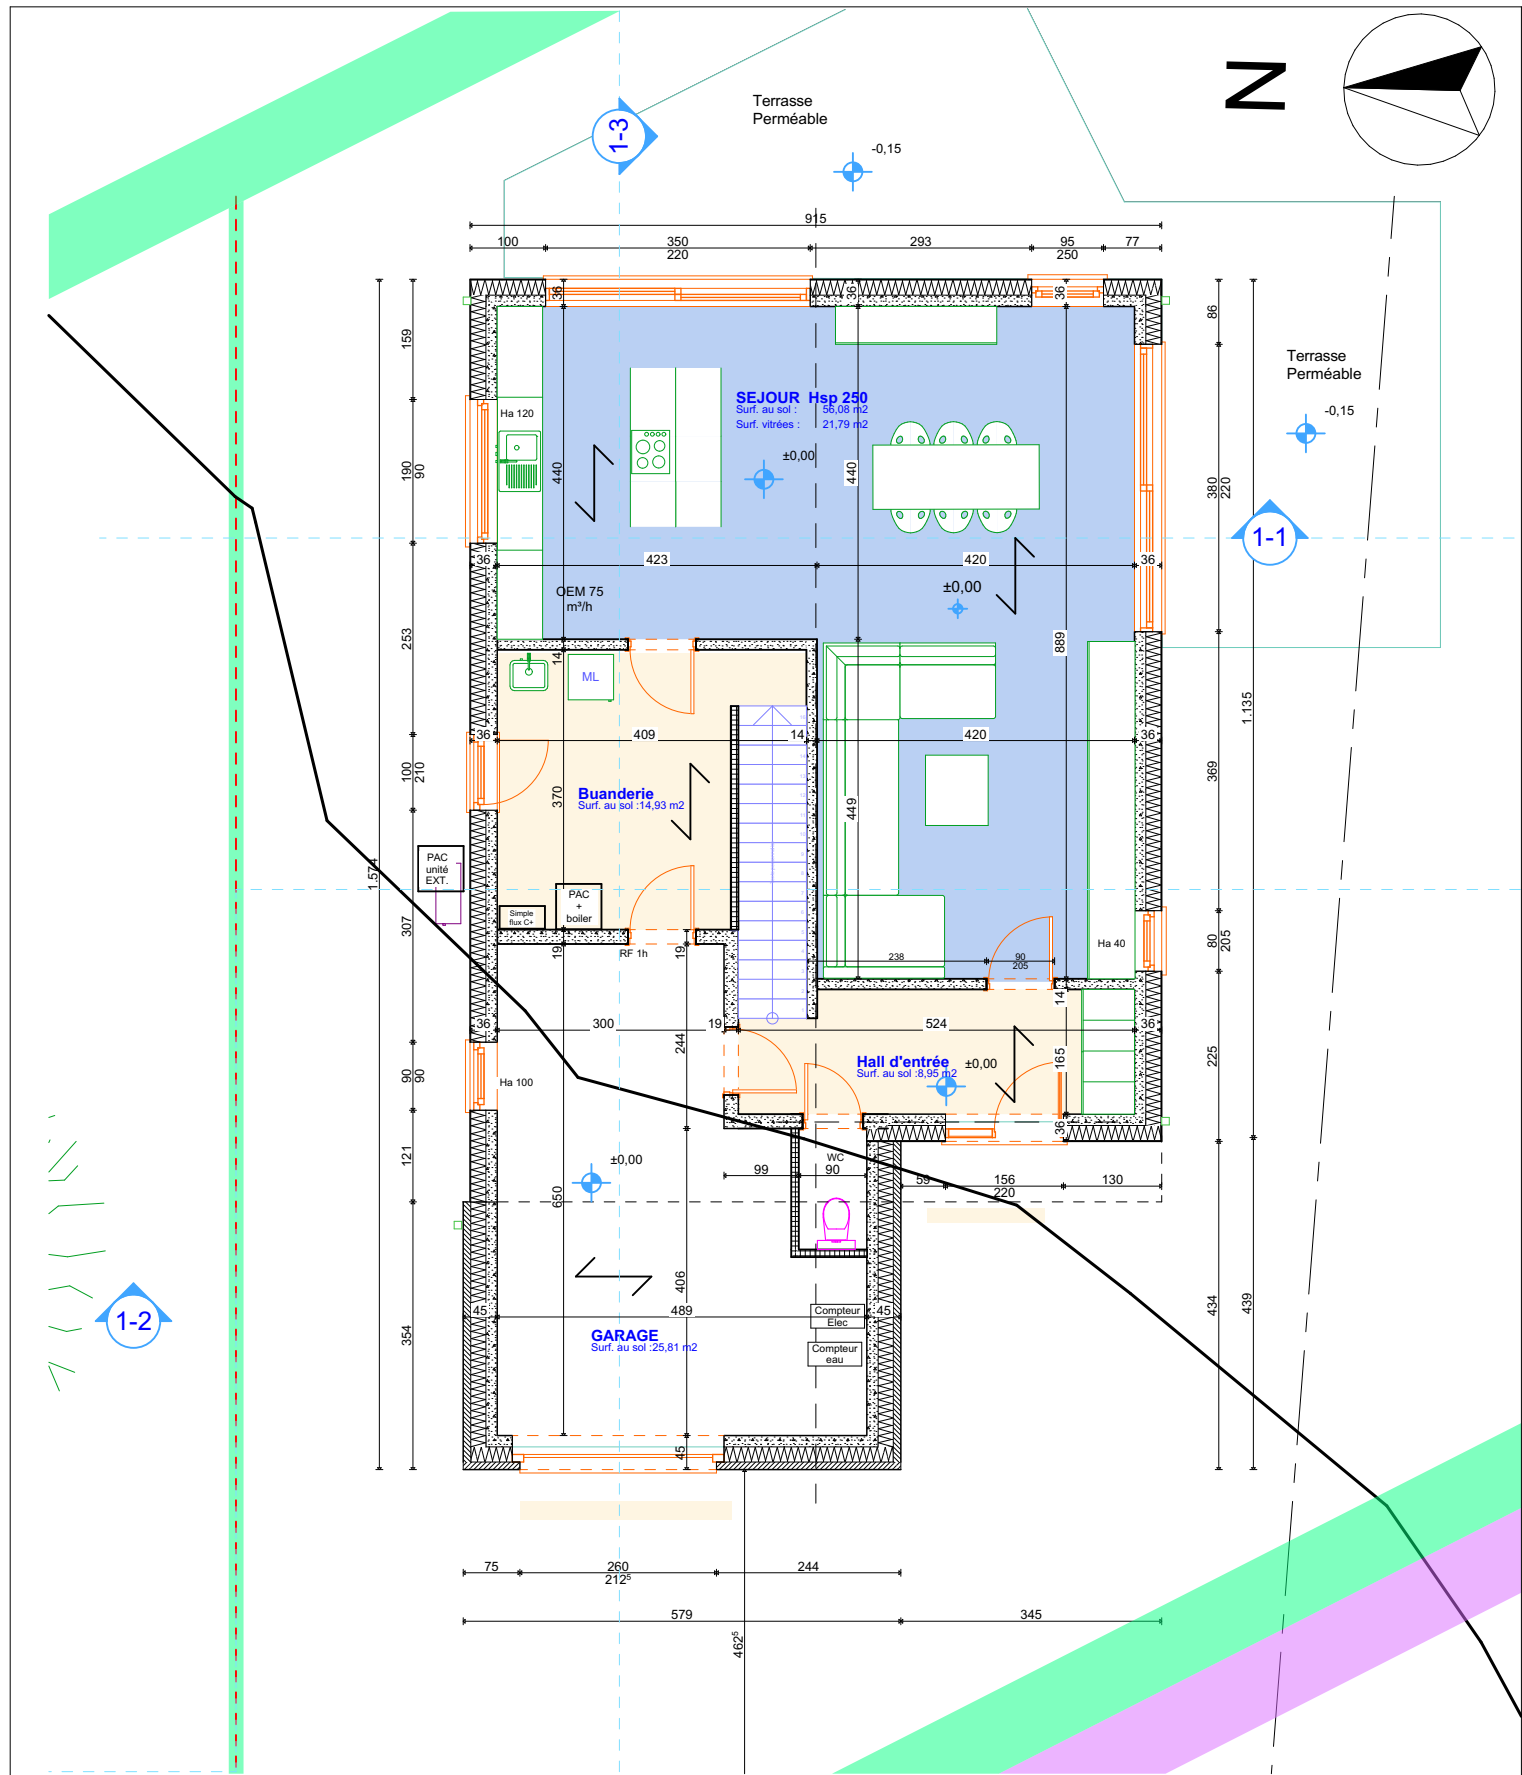 N
Terrasse
Perméable
1-3
-0,15
915
100
350
220
293
95
250
77
36
36
36
159
86
Terrasse
Perméable
-0,15
SEJOUR Hsp 250
Surf. au sol : 56,08 m2
Surf. vitrées : 21,79 m2
±0,00
Ha 120
190
90
440
440
380
220
1-1
36
423
420
36
OEM 75
m³/h
±0,00
253
14
889
ML
1.135
36
409
14
420
36
100
210
370
369
Buanderie
Surf. au sol :14,93 m2
449
PAC
unité
EXT.
1.574
PAC
+
boiler
Simple
flux C+
307
19
19
RF 1h
238
90
205
Ha 40
80
205
14
36
300
19
524
36
244
165
225
Hall d'entrée
Surf. au sol :8,95 m2
±0,00
90
90
Ha 100
36
121
±0,00
WC
99
90
59
156
220
130
650
406
1-2
45
489
45
Compteur
Elec
Compteur
eau
GARAGE
Surf. au sol :25,81 m2
354
434
439
45
75
260
212⁵
244
579
345
462⁵